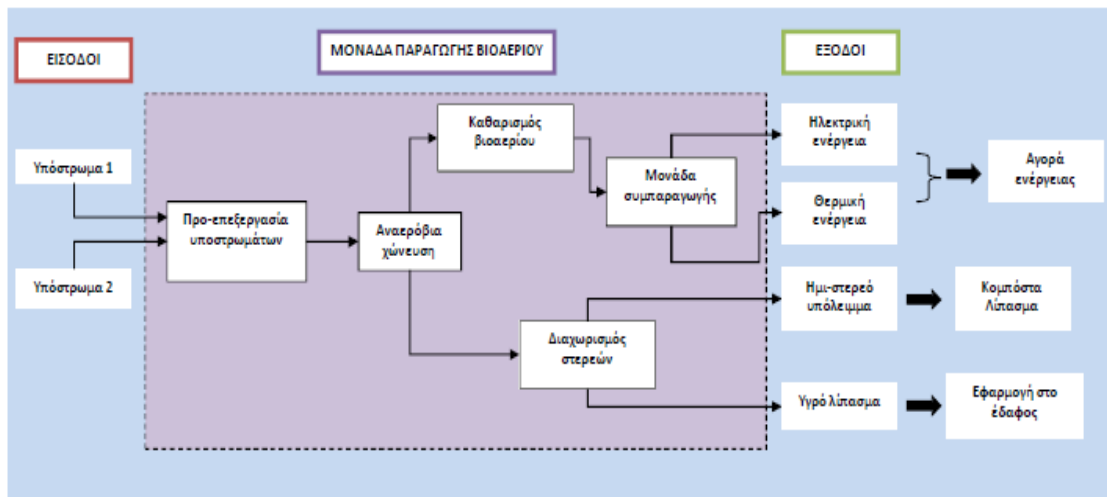 ΕΙΣΟΔΟΙ
ΜΟΝΑΔΑ ΠΑΡΑΓΩΓΗΣ ΒΙΟΑΕΡΙΟΥ
ΕΞΟΔΟΙ
Υπόστρωμα 1
Υπόστρωμα 2
Προ-επεξεργασία
υποστρωμάτων
Αναερόβια
χώνευση
Καθαρισμός
βιοαερίου
Μονάδα
συμπαραγωγής
Διαχωρισμός
στερεών
Ηλεκτρική
ενέργεια
Θερμική
ενέργεια
Αγορά
ενέργειας
Ημι-στερεό
υπόλειμμα
Κομπόστα
Λίπασμα
Υγρό λίπασμα
Εφαρμογή στο
έδαφος